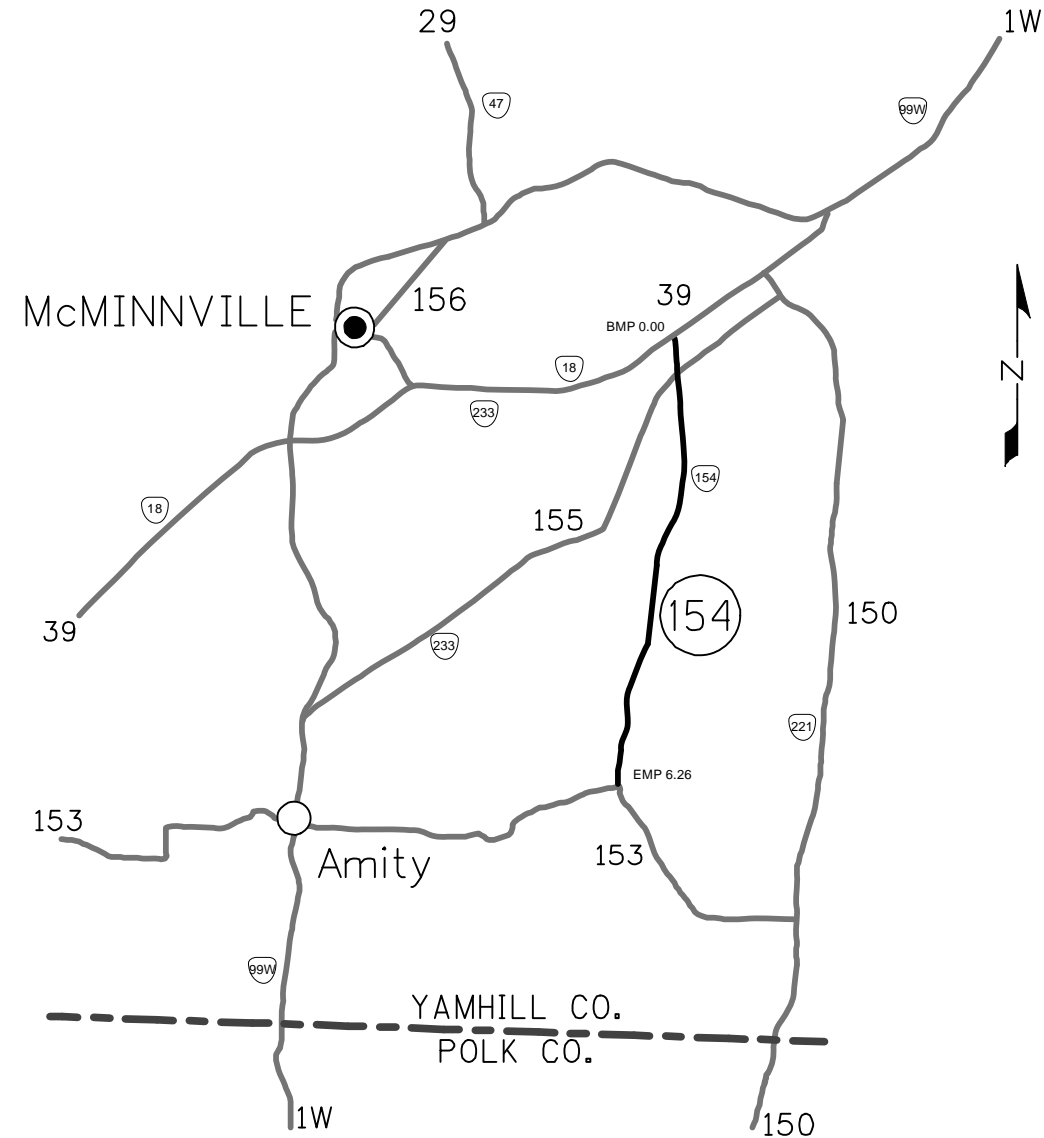 29
1W
47
99W
McMINNVILLE
156
39
BMP 0.00
18
233
N
154
18
155
154
39
150
233
221
EMP 6.26
153
153
Amity
99W
YAMHILL CO.
POLK CO.
1W
150